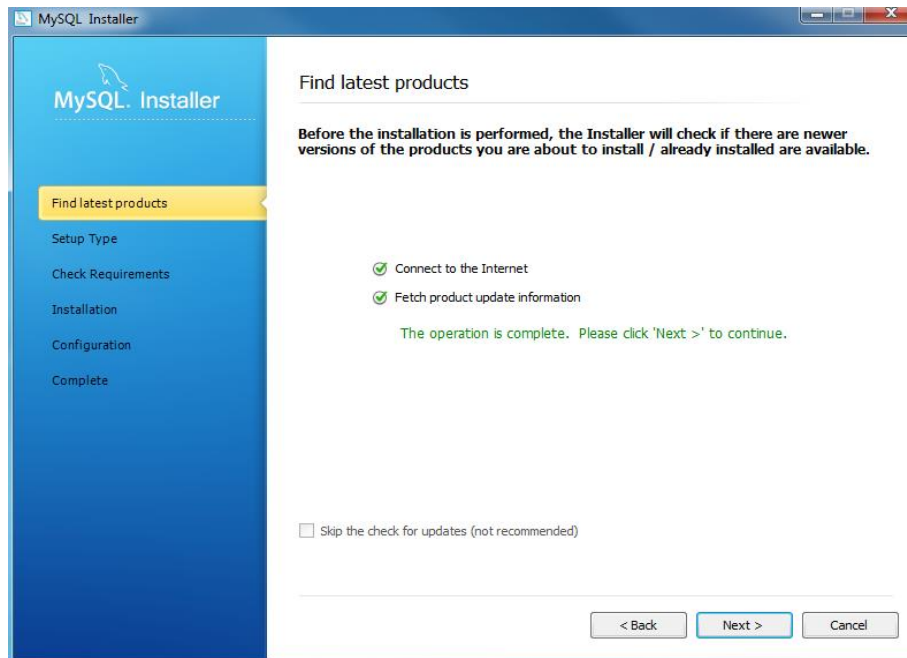 MySQL Installer
MySQL. Installer
Find latest products
Setup Type
Check Requirements
Installation
Configuration
Complete
Find latest products
Before the installation is performed, the Installer will check if there are newer
versions of the products you are about to install / already installed are available.
Connect to the Internet
Fetch product update information
The operation is complete. Please click 'Next >' to continue.
Skip the check for updates (not recommended)
< Back Next > Cancel